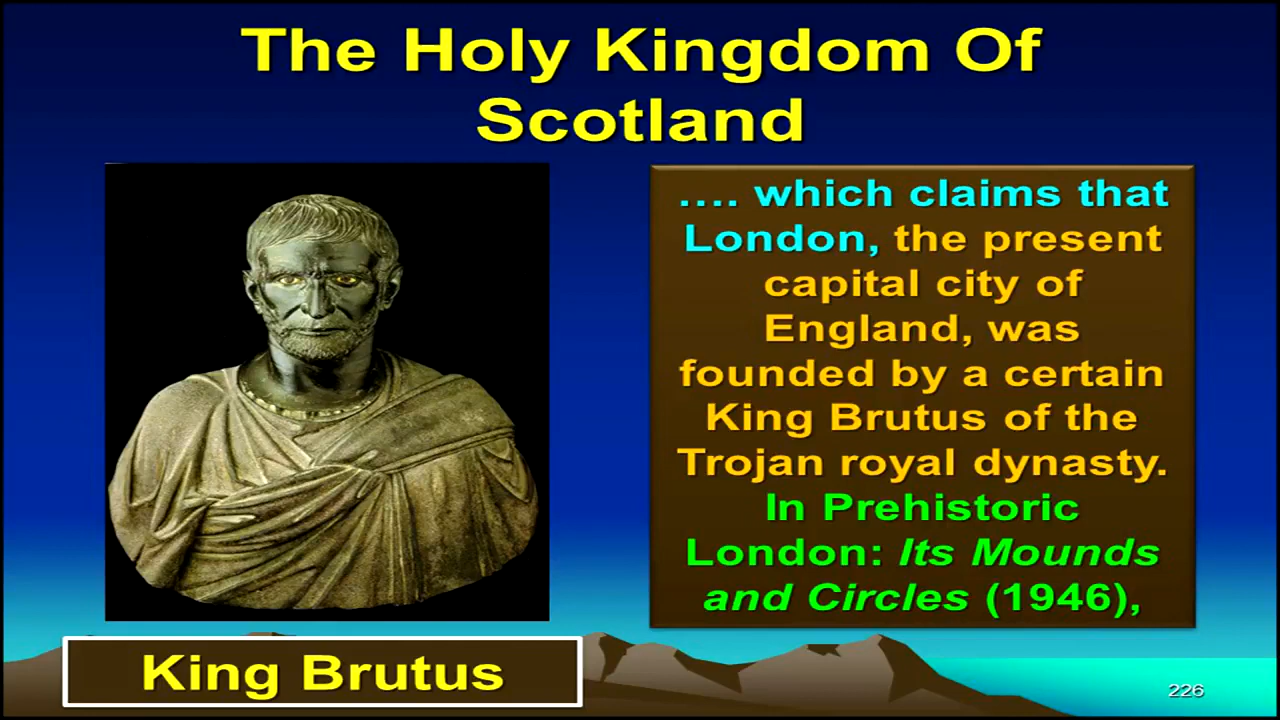 The Holy Kingdom Of
Scotland
.... which claims that
London, the present
capital city of
England, was
founded by a certain
King Brutus of the
Trojan royal dynasty.
In Prehistoric
London: Its Mounds
and Circles (1946),
King Brutus
226